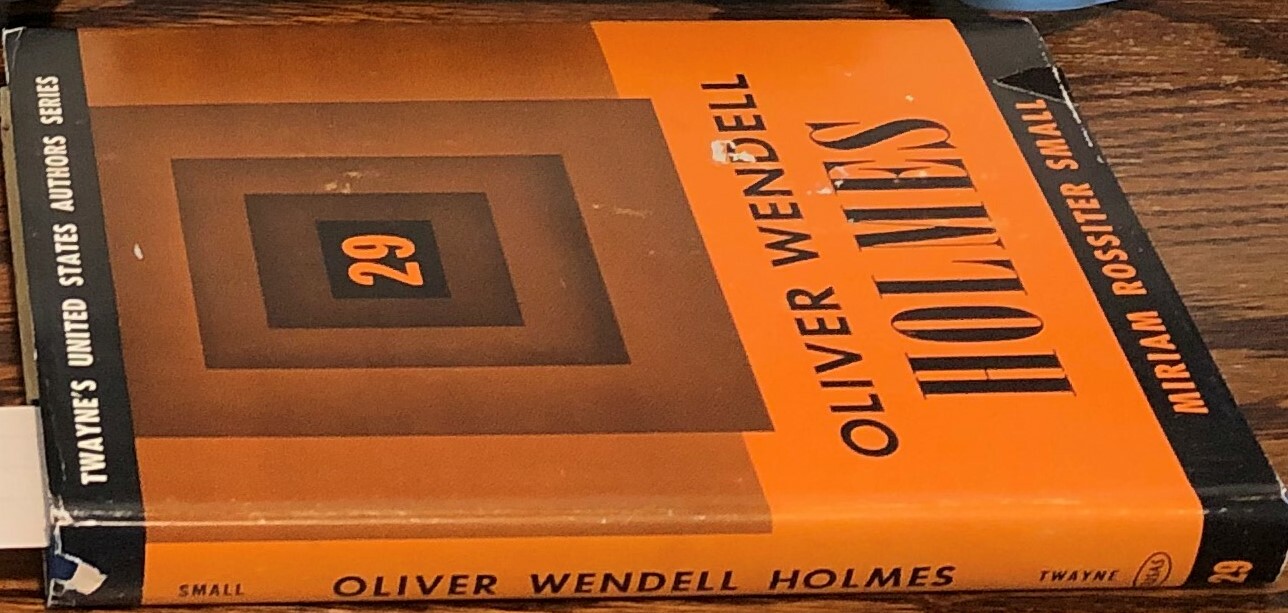 TWAYNE'S UNITED STATES AUTHORS SERIES
29
OLIVER WENDELL
HOLMES
MIRIAM ROSSITER SMALL
SMALL
OLIVER WENDELL HOLMES
TWAYNE
29